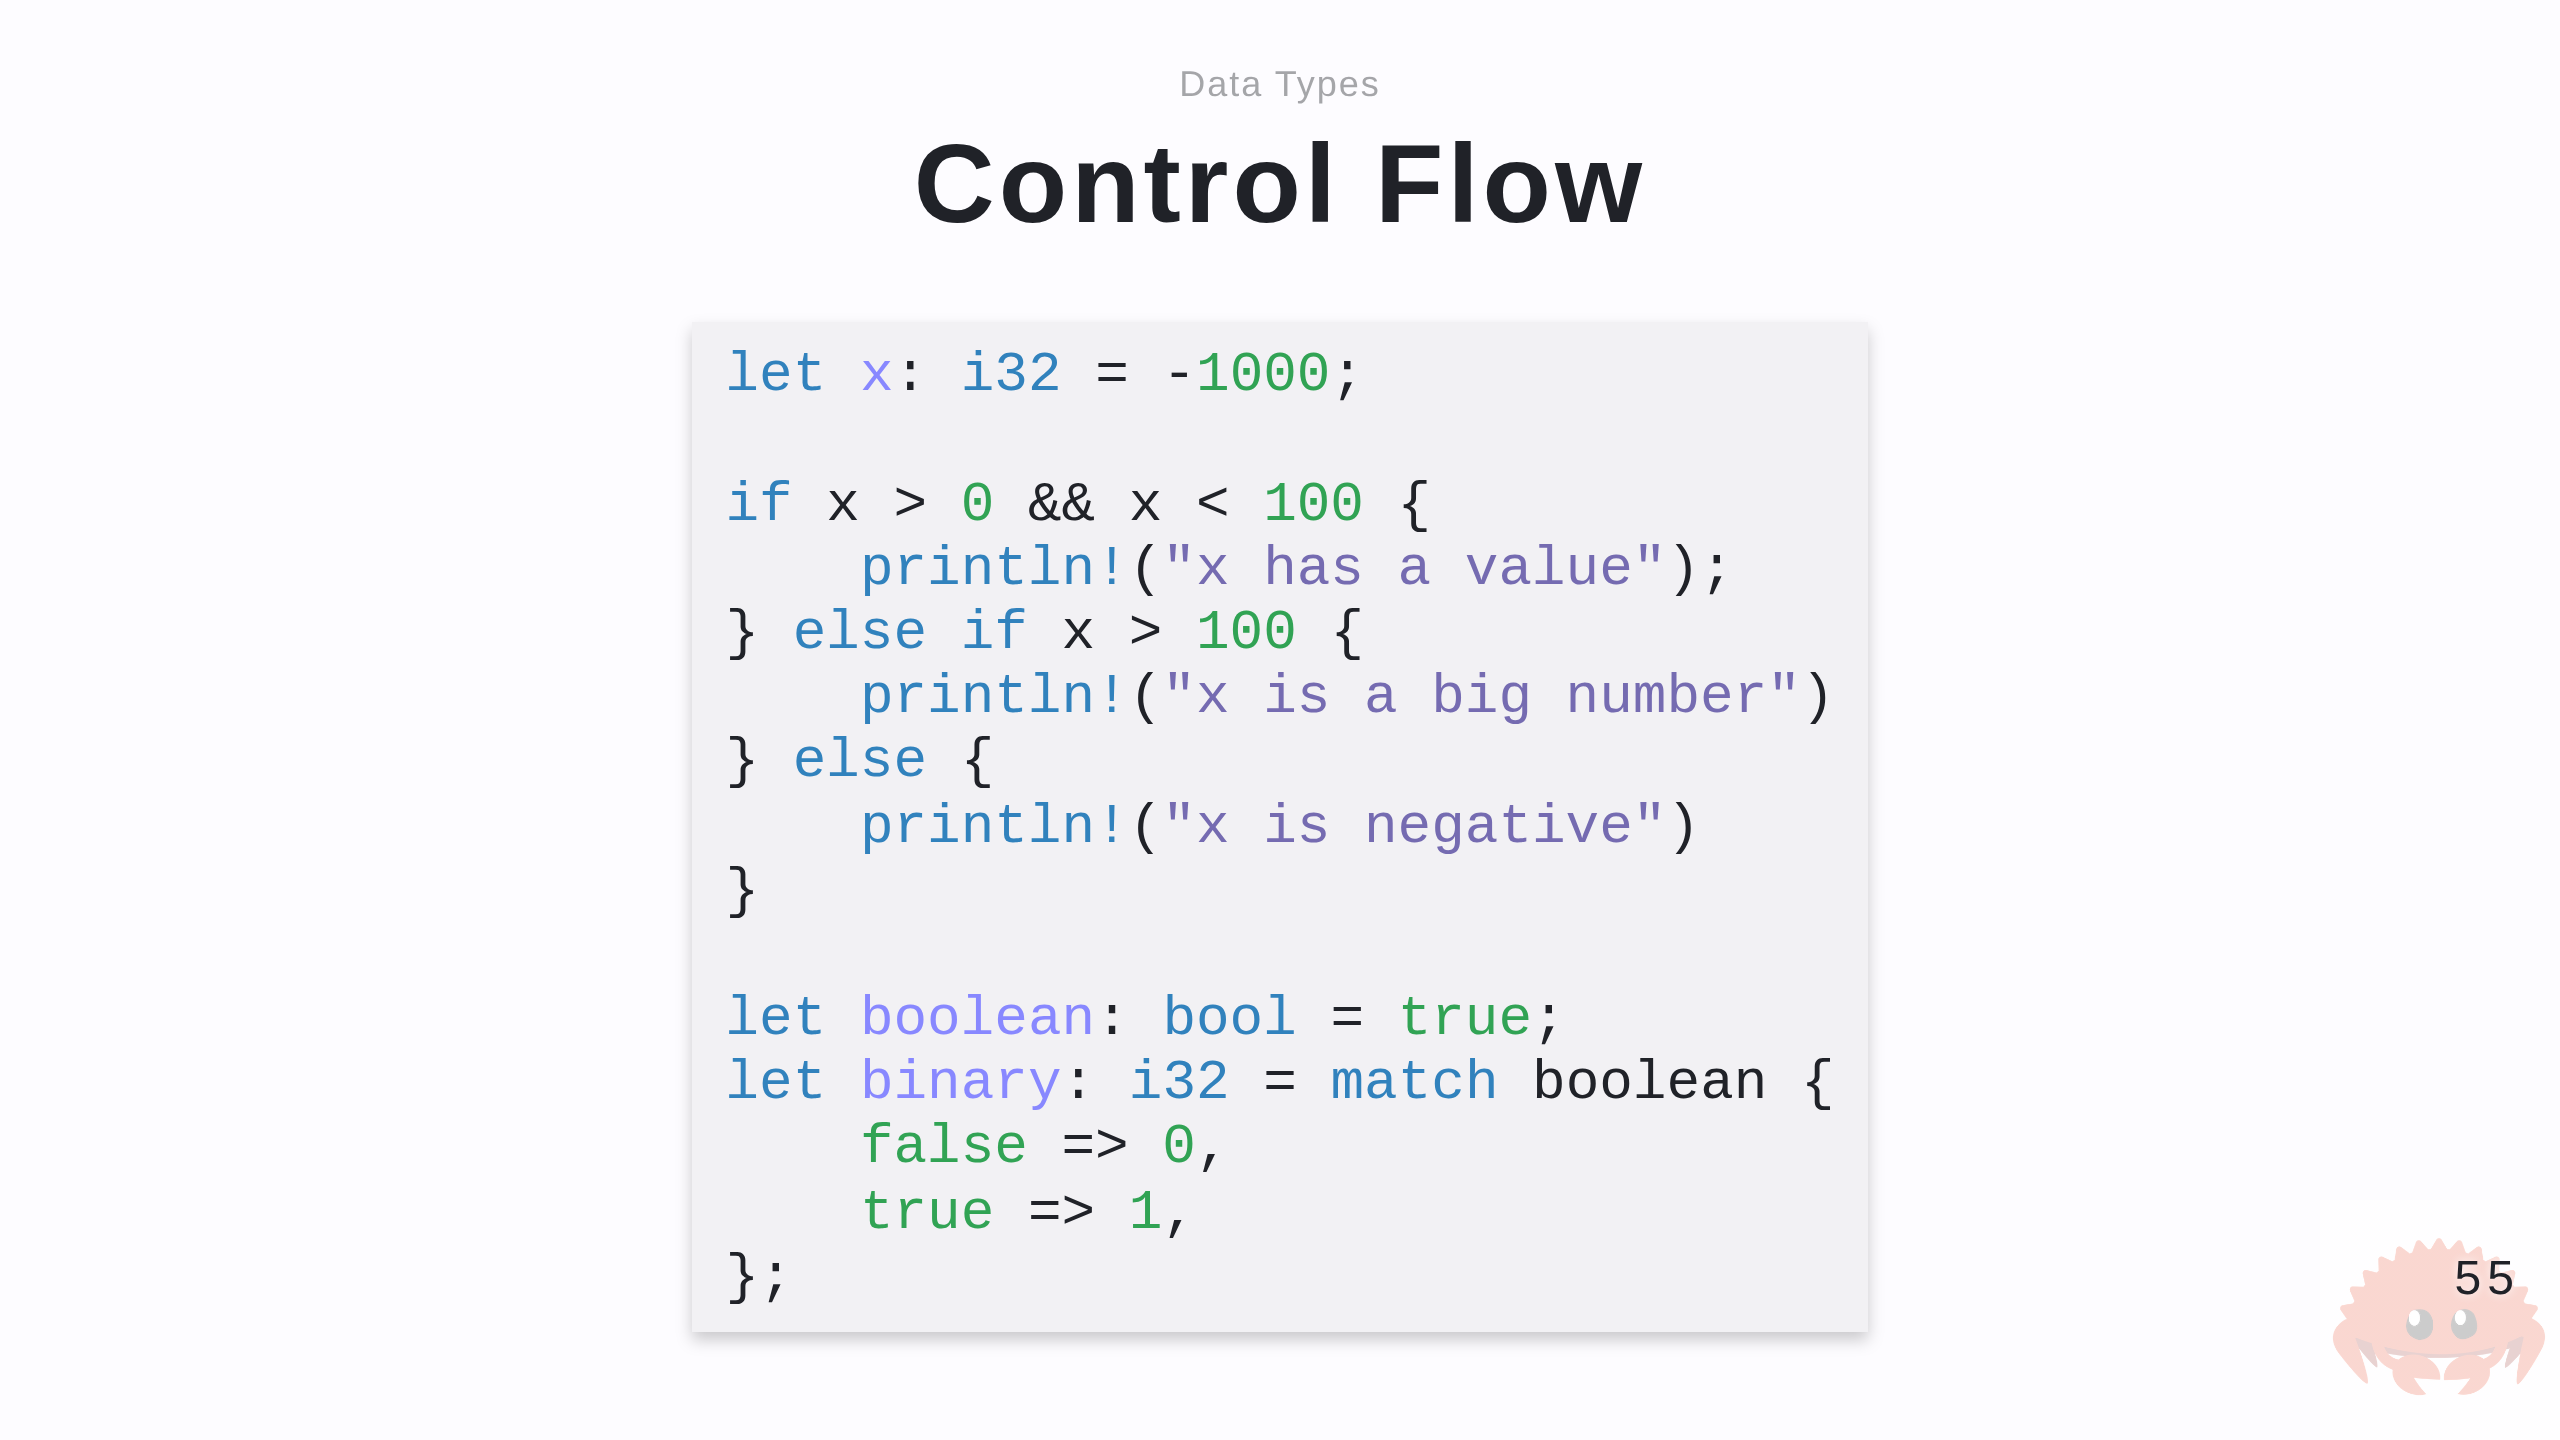 Data Types
Control Flow
let x: i32 = -1000;
if x > 0 && x < 100 {
    println!("x has a value");
} else if x > 100 {
    println!("x is a big number")
} else {
    println!("x is negative")
}
let boolean: bool = true;
let binary: i32 = match boolean {
    false => 0,
    true => 1,
};
55